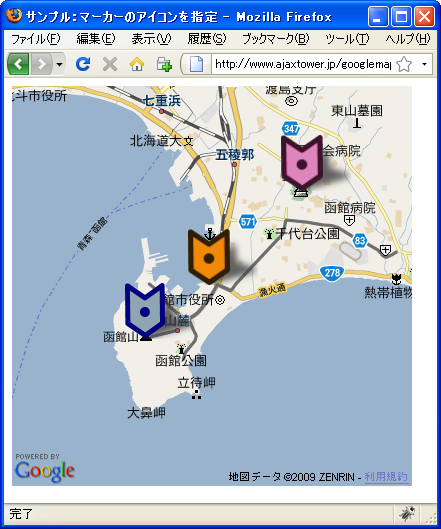 サンプル：マーカーのアイコンを指定 - Mozilla Firefox
ファイル(F) 編集(E) 表示(V) 履歴(S) ブックマーク(B) ツール(T) ヘルプ(H)
http://www.ajaxtower.jp/googlemap
斗市役所
渡島支庁
七重浜
東山墓園
347
北海道大
会病院
五稜郭
函館病院
571
千代台公園
83
青森-函館
278
漁火通
熱帯植物
館市役所
山麓
函館山
函館公園
立待岬
大鼻岬
POWERED BY
Google
地図データ ©2009 ZENRIN - 利用規約
完了